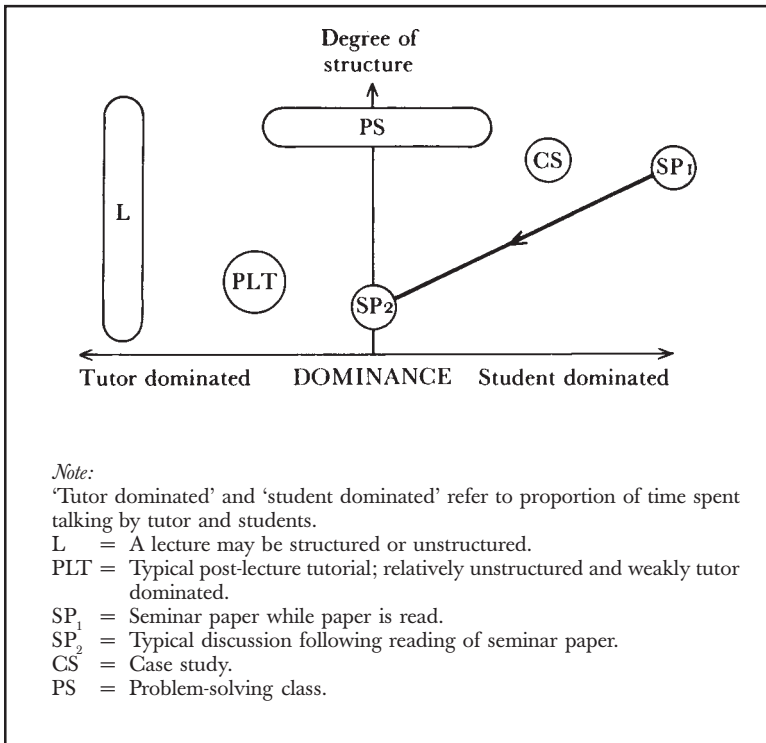 Degree of
structure
PS
CS
SP1
L
PLT
SP2
Tutor dominated DOMINANCE Student dominated
Note:
‘Tutor dominated’ and ‘student dominated’ refer to proportion of time spent
talking by tutor and students.
L = A lecture may be structured or unstructured.
PLT = Typical post-lecture tutorial; relatively unstructured and weakly tutor
dominated.
SP1 = Seminar paper while paper is read.
SP2 = Typical discussion following reading of seminar paper.
CS = Case study.
PS = Problem-solving class.